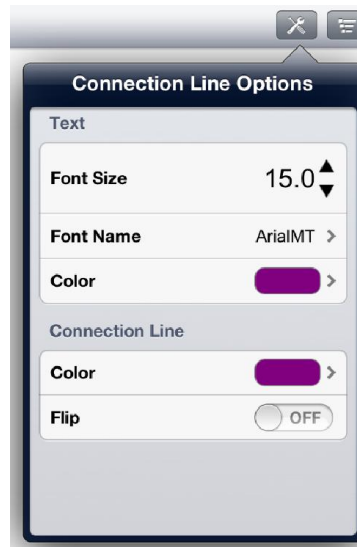 Connection Line Options
Text
Font Size 15.0
Font Name ArialMT
Color
Connection Line
Color
Flip OFF